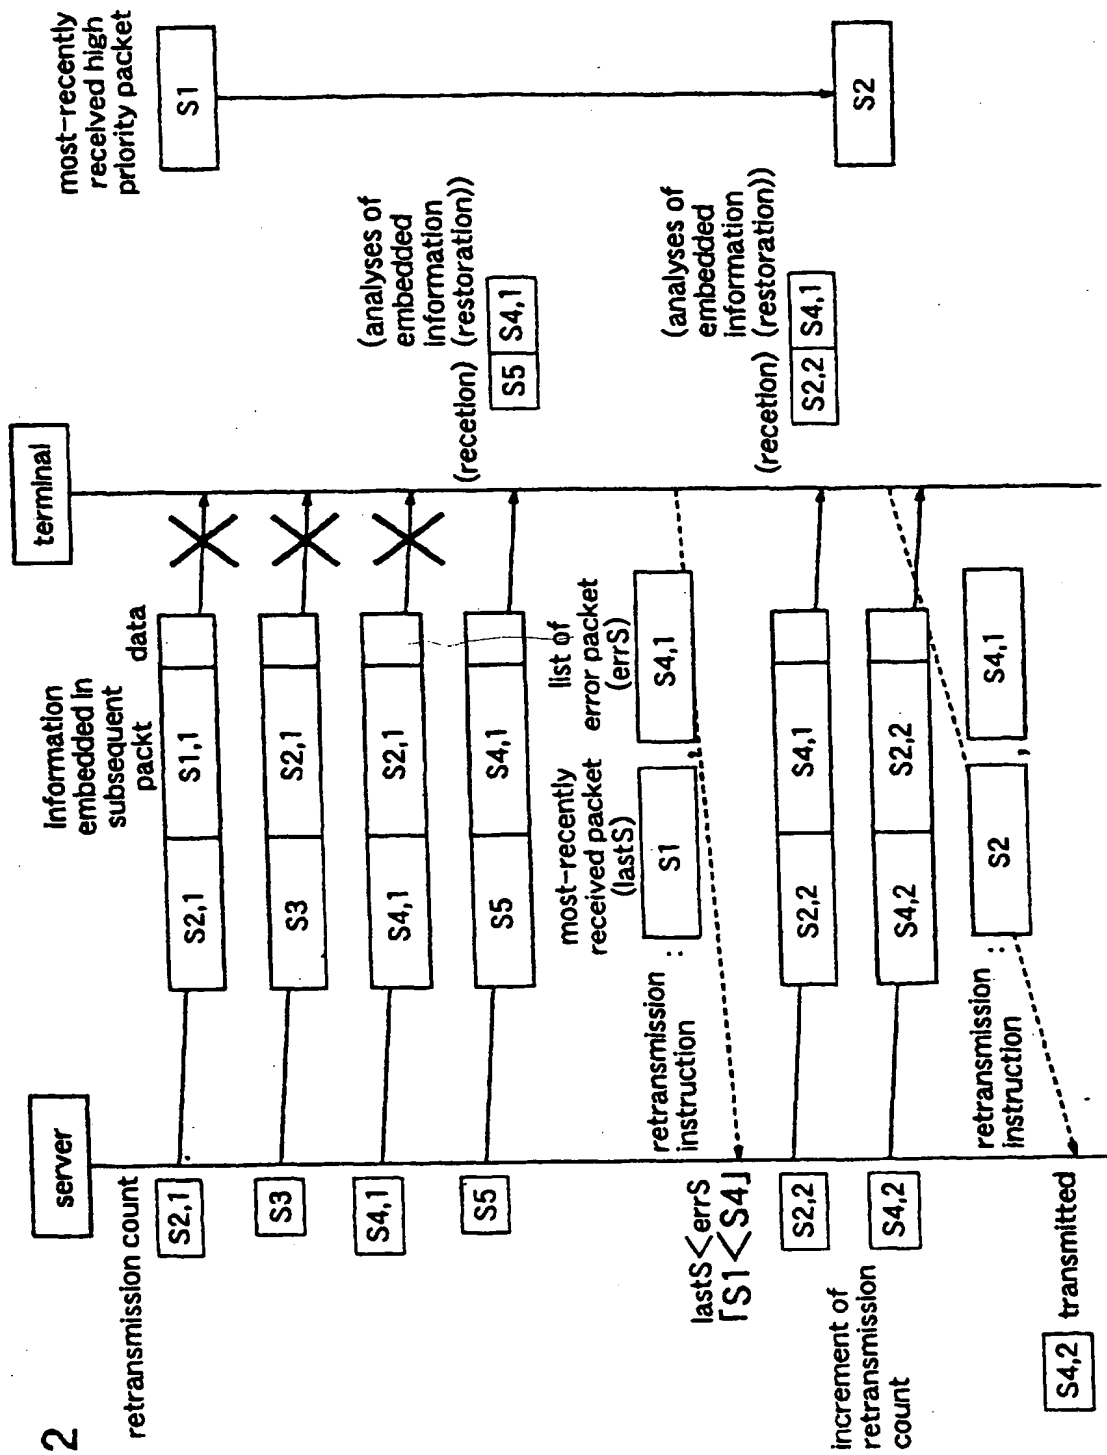 2
server
terminal
most-recently
received high
priority packet
S1
S2
retransmission count
information
embedded in
subsequent
packt
data
S2,1
S2,1
S1,1
S3
S3
S2,1
S4,1
S4,1
S2,1
S5
S5
S4,1
(recetion)
(analyses of
embedded
information
(restoration))
S5
S4,1
retransmission
instruction
:
most-recently
received packet
(lastS)
S1
,
list of
error packet
(errS)
S4,1
lastS<errS
「S1<S4」
increment of
retransmission
count
S2,2
S2,2
S4,1
S4,2
S4,2
S2,2
(recetion)
(analyses of
embedded
information
(restoration))
S2,2
S4,1
retransmission
instruction
:
S2
,
S4,1
S4,2
transmitted